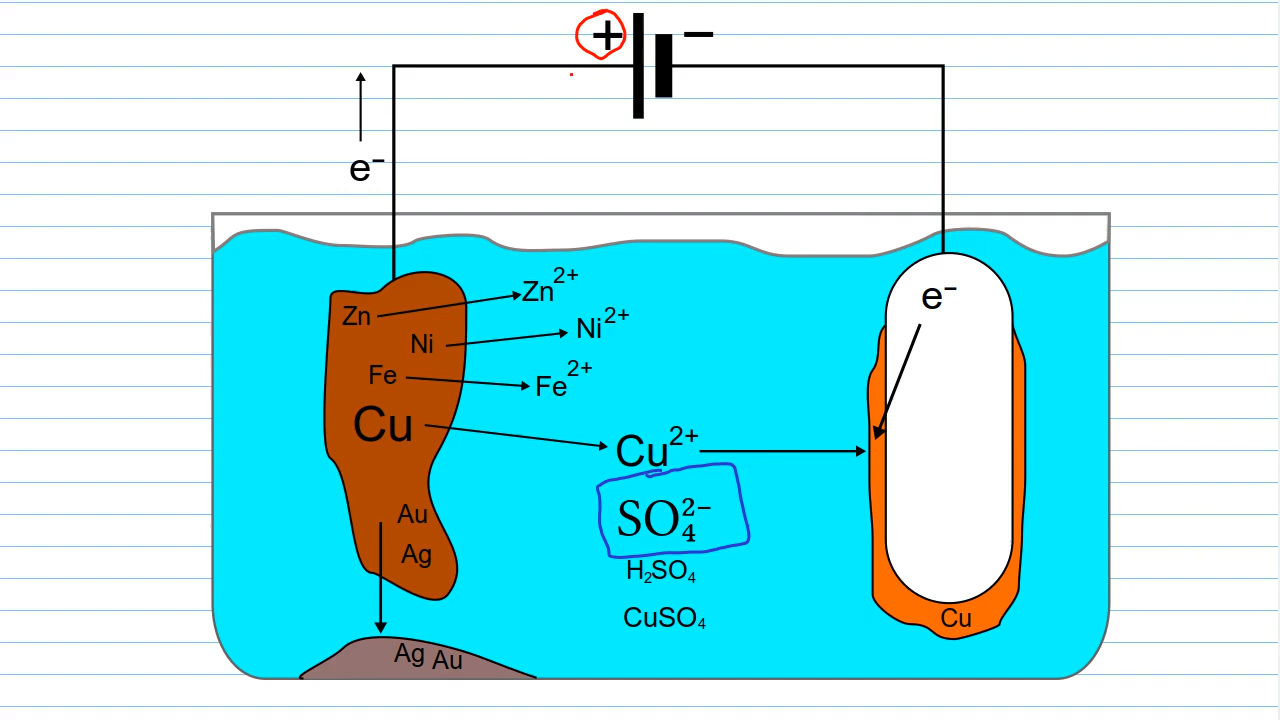 + −
e⁻
e⁻
Zn Zn²⁺
Ni Ni²⁺
Fe Fe²⁺
Cu Cu²⁺
SO₄²⁻
Au
Ag
H₂SO₄
CuSO₄
Cu
Ag Au